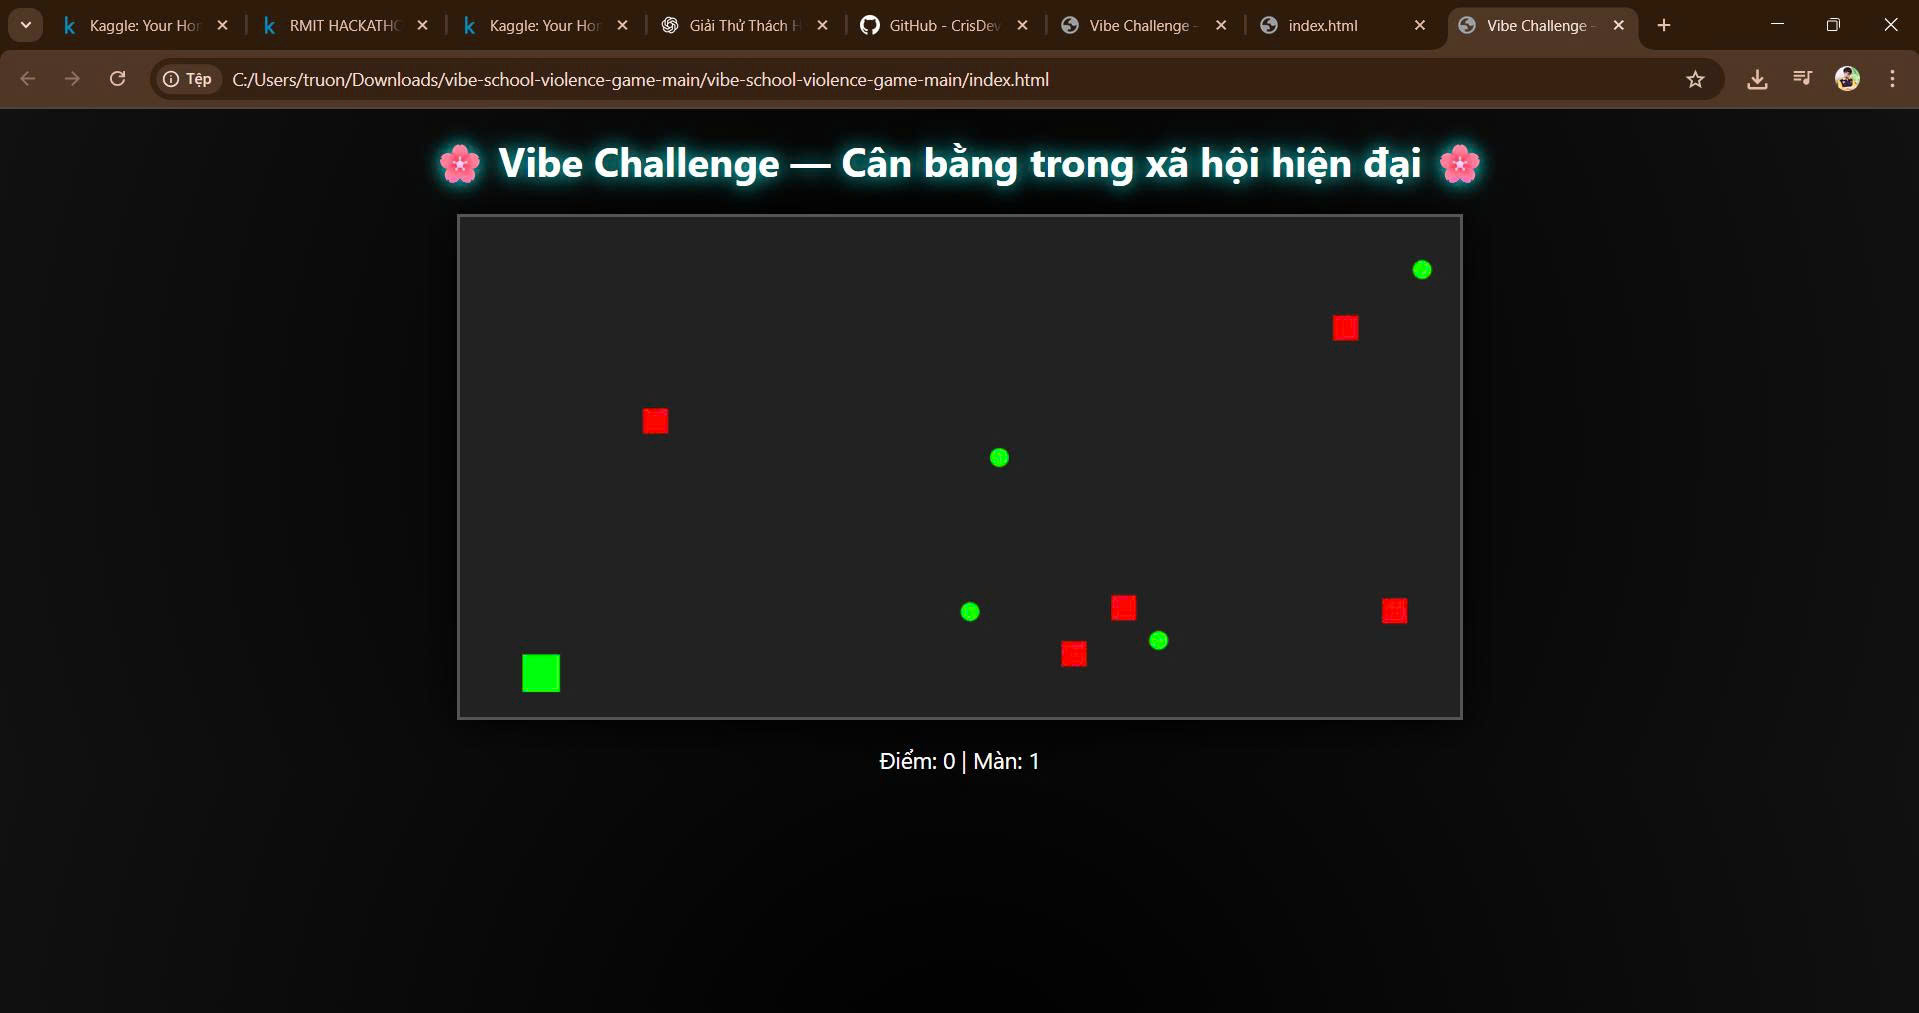 Kaggle: Your Hor
RMIT HACKATHO
Kaggle: Your Hor
Giải Thử Thách H
GitHub - CrisDev
Vibe Challenge -
index.html
Vibe Challenge -
Tệp
C:/Users/truon/Downloads/vibe-school-violence-game-main/vibe-school-violence-game-main/index.html
Vibe Challenge — Cân bằng trong xã hội hiện đại
Điểm: 0 | Màn: 1